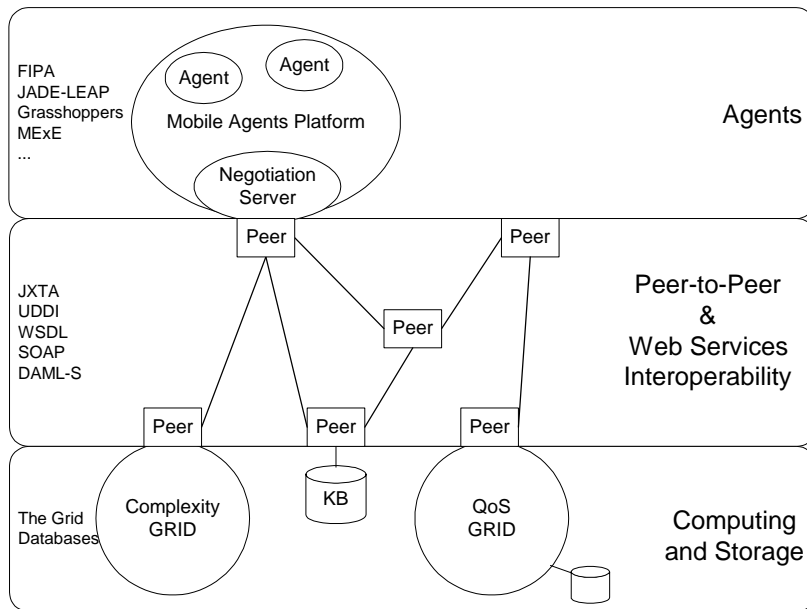 FIPA
JADE-LEAP
Grasshoppers
MExE
...
Agent
Agent
Mobile Agents Platform
Negotiation
Server
Agents
Peer
Peer
JXTA
UDDI
WSDL
SOAP
DAML-S
Peer
Peer-to-Peer
&
Web Services
Interoperability
Peer
Peer
Peer
The Grid
Databases
Complexity
GRID
KB
QoS
GRID
Computing
and Storage